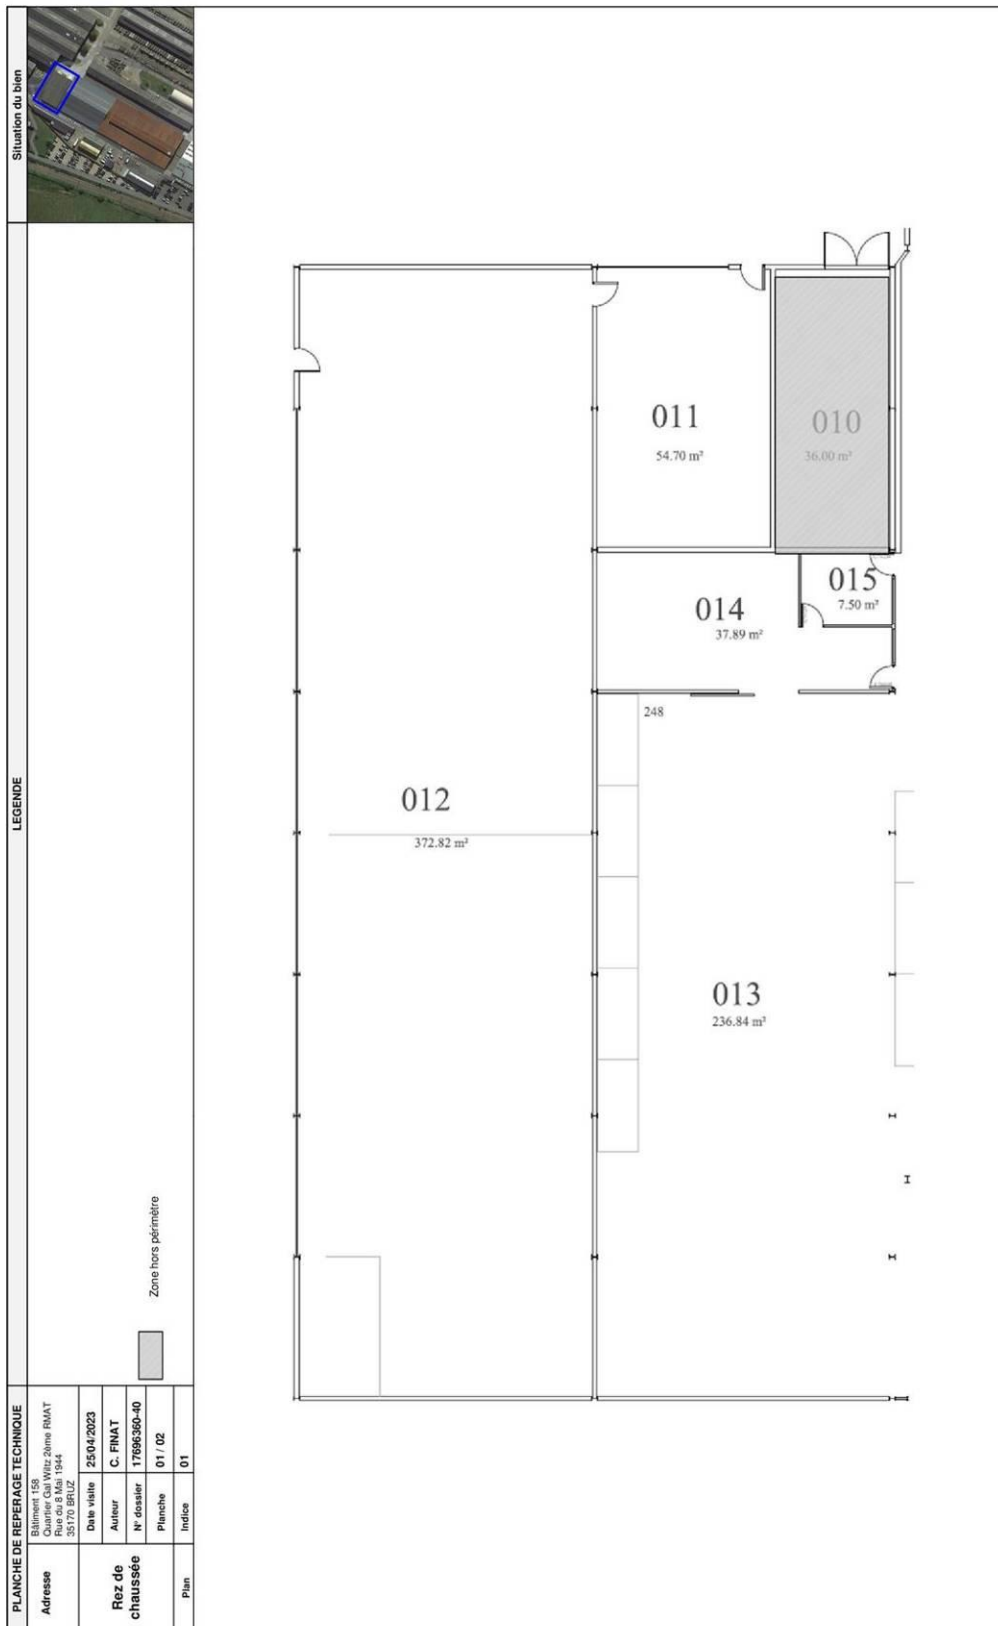 Situation du bien
LEGENDE
Zone hors périmètre
PLANCHE DE REPERAGE TECHNIQUE
Adresse
Bâtiment 158
Quartier Gal Wiltz 2ème RMAT
Rue du 8 Mai 1944
35170 BRUZ
Rez de
chaussée
Date visite 25/04/2023
Auteur C. FINAT
N° dossier 17696360-40
Planche 01 / 02
Plan
Indice 01
011
54.70 m²
010
36.00 m²
015
7.50 m²
014
37.89 m²
248
012
372.82 m²
013
236.84 m²